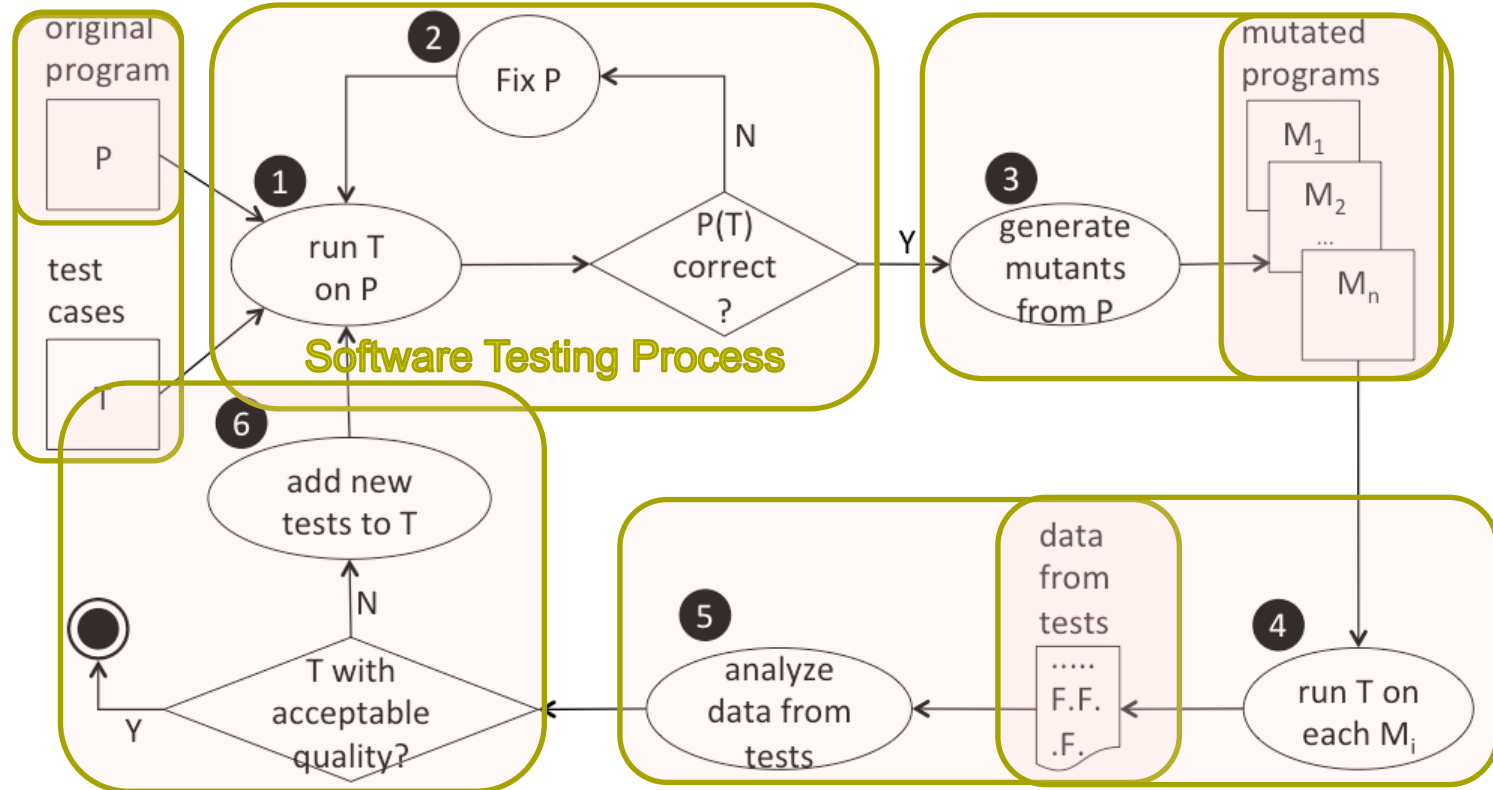 original
program
P
test
cases
T
1
run T
on P
2
Fix P
N
P(T)
correct
?
Y
Software Testing Process
3
generate
mutants
from P
mutated
programs
M1
M2
...
Mn
4
run T on
each Mi
data
from
tests
.....
F.F.
.F.
5
analyze
data from
tests
T with
acceptable
quality?
Y
N
6
add new
tests to T